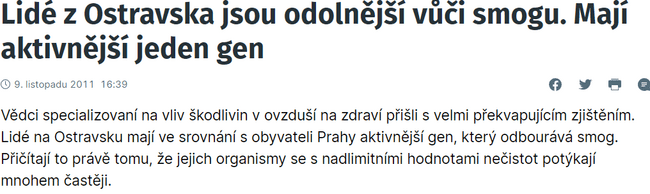 Lidé z Ostravska jsou odolnější vůči smogu. Mají
aktivnější jeden gen
9. listopadu 2011 16:39
Vědci specializovaní na vliv škodlivin v ovzduší na zdraví přišli s velmi překvapujícím zjištěním.
Lidé na Ostravsku mají ve srovnání s obyvateli Prahy aktivnější gen, který odbourává smog.
Přičítají to právě tomu, že jejich organismy se s nadlimitními hodnotami nečistot potýkají
mnohem častěji.